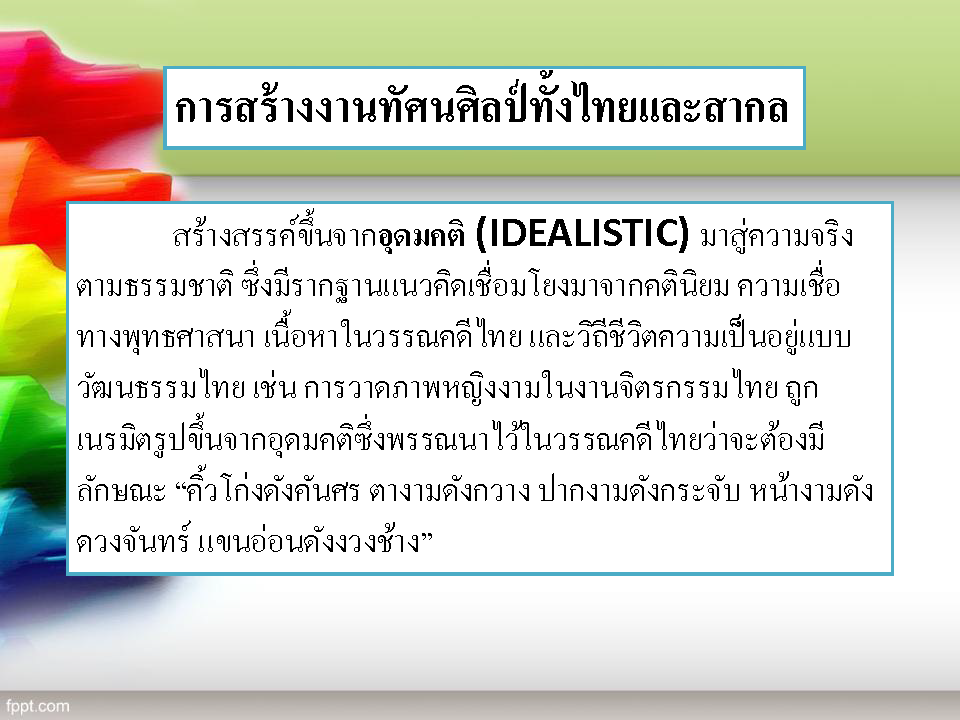 การสร้างงานทัศนศิลป์ทั้งไทยและสากล
สร้างสรรค์ขึ้นจากอุดมคติ (IDEALISTIC) มาสู่ความจริง
ตามธรรมชาติ ซึ่งมีรากฐานแนวคิดเชื่อมโยงมาจากคตินิยม ความเชื่อ
ทางพุทธศาสนา เนื้อหาในวรรณคดีไทย และวิถีชีวิตความเป็นอยู่แบบ
วัฒนธรรมไทย เช่น การวาดภาพหญิงงามในงานจิตรกรรมไทย ถูก
เนรมิตรูปขึ้นจากอุดมคติซึ่งพรรณนาไว้ในวรรณคดีไทยว่าจะต้องมี
ลักษณะ “คิ้วโก่งดังคันศร ตางามดังกวาง ปากงามดังกระจับ หน้างามดัง
ดวงจันทร์ แขนอ่อนดังงวงช้าง”
fppt.com